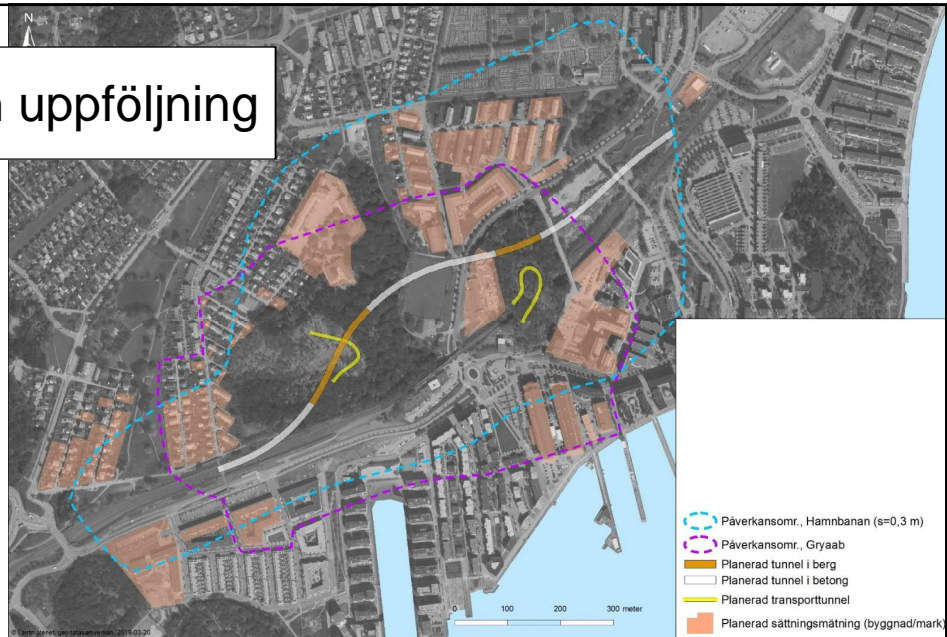 N
uppföljning
Påverkansomr., Hamnbanan (s=0,3 m)
Påverkansomr., Gryaab
Planerad tunnel i berg
Planerad tunnel i betong
Planerad transporttunnel
Planerad sättningsmätning (byggnad/mark)
0 100 200 300 meter
© Lantmäteriet, geodatasamverkan, 2019-03-20